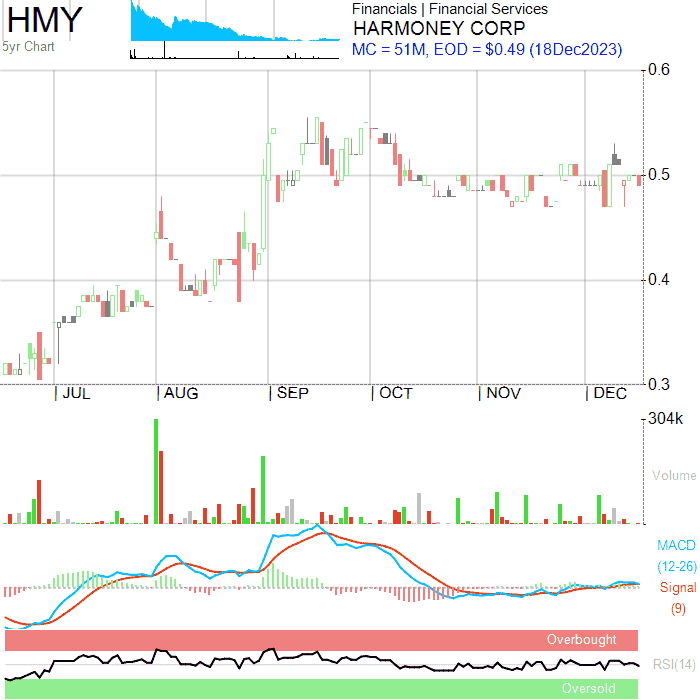 HMY
5yr Chart
Financials | Financial Services
HARMONEY CORP
MC = 51M, EOD = $0.49 (18Dec2023)
0.6
0.5
0.4
0.3
| JUL | AUG | SEP | OCT | NOV | DEC
304k
Volume
MACD
(12-26)
Signal
(9)
Overbought
RSI(14)
Oversold